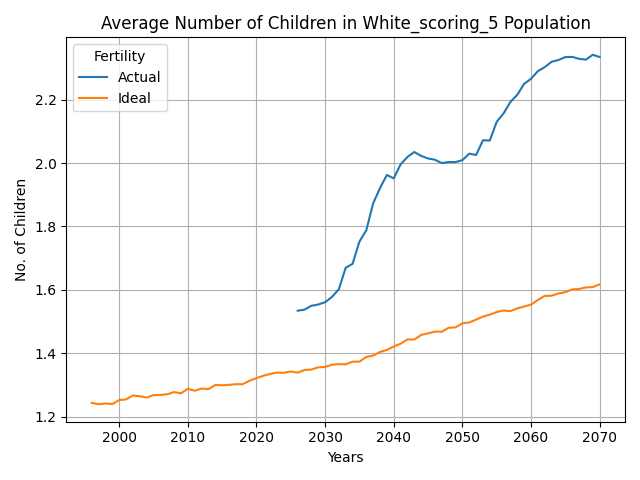 Average Number of Children in White_scoring_5 Population
Fertility
Actual
Ideal
No. of Children
2.2
2.0
1.8
1.6
1.4
1.2
2000 2010 2020 2030 2040 2050 2060 2070
Years